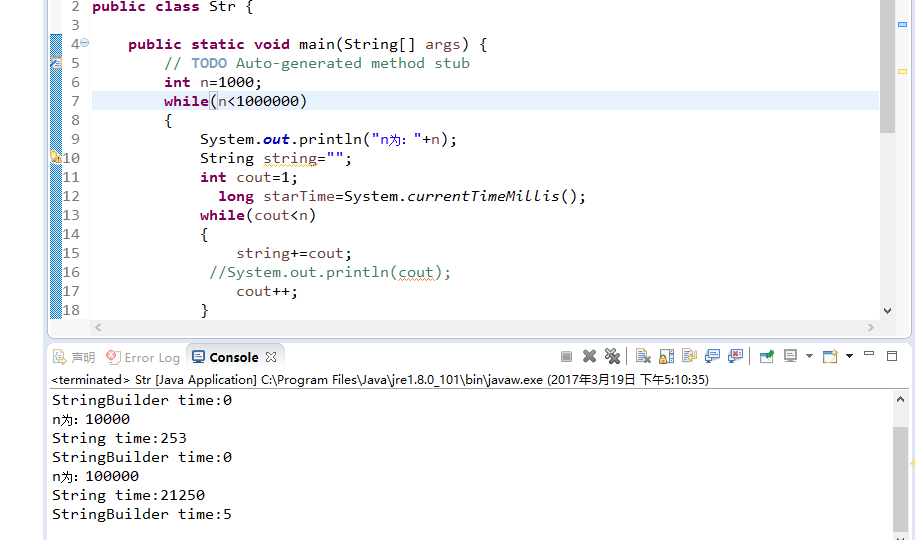 2 public class Str {
3
4 public static void main(String[] args) {
5 // TODO Auto-generated method stub
6 int n=1000;
7 while(n<1000000)
8 {
9 System.out.println("n为："+n);
10 String string="";
11 int cout=1;
12 long starTime=System.currentTimeMillis();
13 while(cout<n)
14 {
15 string+=cout;
16 //System.out.println(cout);
17 cout++;
18 }
声明 Error Log Console
<terminated> Str [Java Application] C:\Program Files\Java\jre1.8.0_101\bin\javaw.exe (2017年3月19日 下午5:10:35)
StringBuilder time:0
n为：10000
String time:253
StringBuilder time:0
n为：100000
String time:21250
StringBuilder time:5